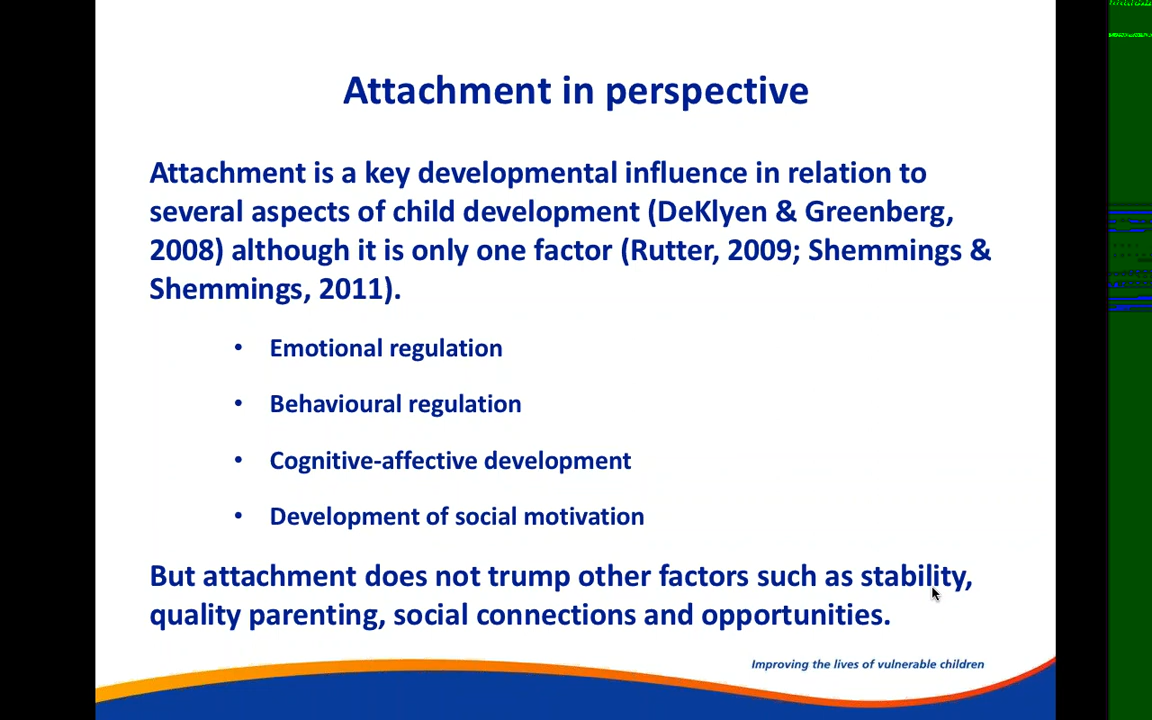 Attachment in perspective
Attachment is a key developmental influence in relation to
several aspects of child development (DeKlyen & Greenberg,
2008) although it is only one factor (Rutter, 2009; Shemmings &
Shemmings, 2011).
• Emotional regulation
• Behavioural regulation
• Cognitive-affective development
• Development of social motivation
But attachment does not trump other factors such as stability,
quality parenting, social connections and opportunities.
Improving the lives of vulnerable children